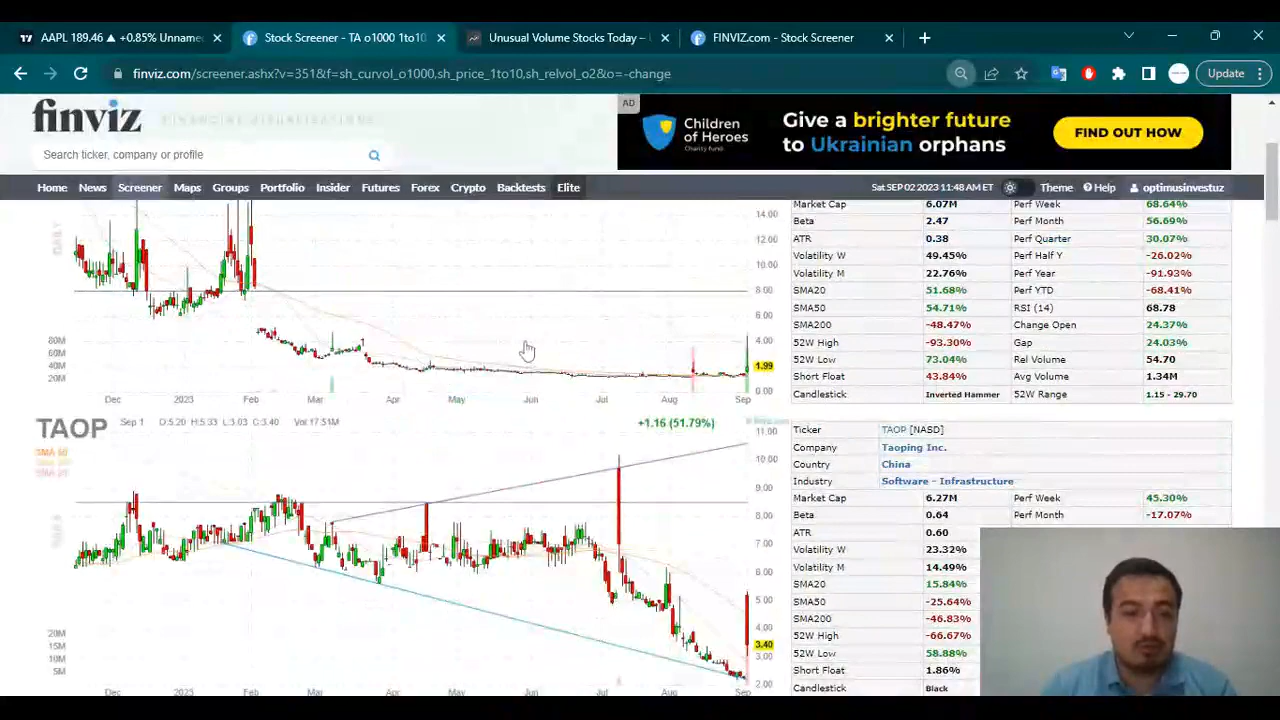 AAPL 189.46 ▲ +0.85% Unname
Stock Screener - TA o1000 1to10
Unusual Volume Stocks Today –
FINVIZ.com - Stock Screener
finviz.com/screener.ashx?v=351&f=sh_curvol_o1000,sh_price_1to10,sh_relvol_o2&o=-change
Update
finviz FINANCIAL VISUALIZATIONS
AD
Children of Heroes Charity fund
Give a brighter future
to Ukrainian orphans
FIND OUT HOW
Search ticker, company or profile
Home News Screener Maps Groups Portfolio Insider Futures Forex Crypto Backtests Elite
Sat SEP 02 2023 11:48 AM ET Theme Help optimusinvestuz
DAILY
14.00
12.00
10.00
8.00
6.00
4.00
1.99
0.00
80M
60M
40M
20M
Dec 2023 Feb Mar Apr May Jun Jul Aug Sep
Market Cap 6.07M Perf Week 68.64%
Beta 2.47 Perf Month 56.69%
ATR 0.38 Perf Quarter 30.07%
Volatility W 49.45% Perf Half Y -26.02%
Volatility M 22.76% Perf Year -91.93%
SMA20 51.68% Perf YTD -68.41%
SMA50 54.71% RSI (14) 68.78
SMA200 -48.47% Change Open 24.37%
52W High -93.30% Gap 24.03%
52W Low 73.04% Rel Volume 54.70
Short Float 43.84% Avg Volume 1.34M
Candlestick Inverted Hammer 52W Range 1.15 - 29.70
TAOP Sep 1 O:5.20 H:5.33 L:3.03 C:3.40 Vol:17.51M +1.16 (51.79%)
SMA 50
SMA 20
11.00
10.00
9.00
8.00
7.00
6.00
5.00
3.40
3.00
2.00
20M
15M
10M
5M
Dec 2023 Feb Mar Apr May Jun Jul Aug Sep
Ticker TAOP [NASD]
Company Taoping Inc.
Country China
Industry Software - Infrastructure
Market Cap 6.27M Perf Week 45.30%
Beta 0.64 Perf Month -17.07%
ATR 0.60
Volatility W 23.32%
Volatility M 14.49%
SMA20 15.84%
SMA50 -25.64%
SMA200 -46.83%
52W High -66.67%
52W Low 58.88%
Short Float 1.86%
Candlestick Black